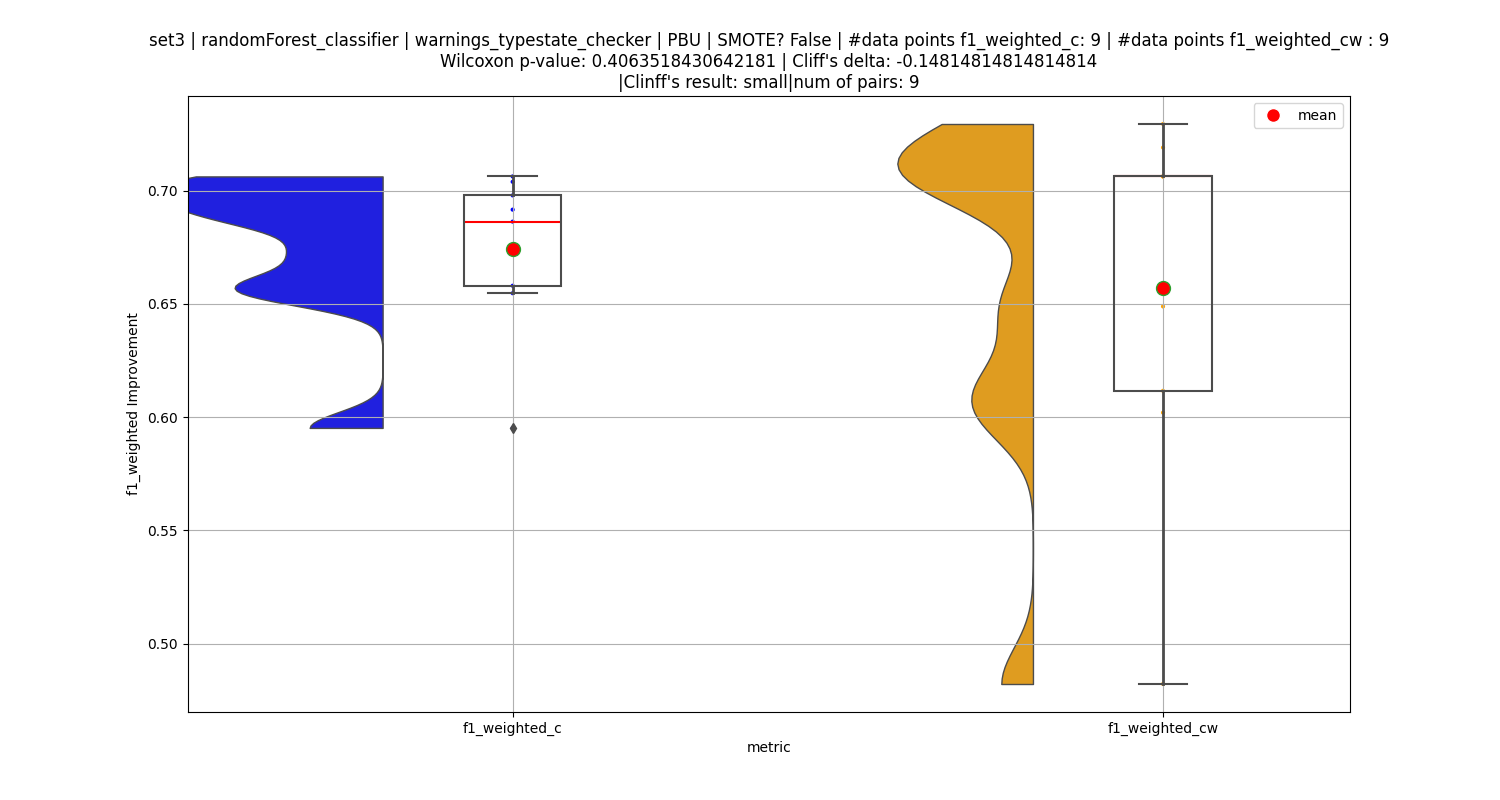 set3 | randomForest_classifier | warnings_typestate_checker | PBU | SMOTE? False | #data points f1_weighted_c: 9 | #data points f1_weighted_cw : 9
Wilcoxon p-value: 0.4063518430642181 | Cliff's delta: -0.14814814814814814
|Clinff's result: small|num of pairs: 9
mean
0.70
0.65
0.60
0.55
0.50
f1_weighted Improvement
f1_weighted_c
f1_weighted_cw
metric